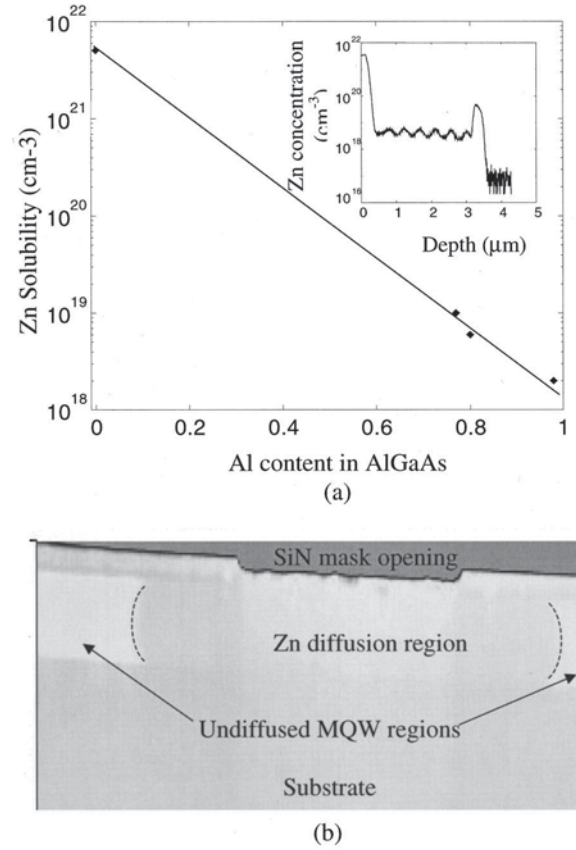 10^22
10^21
10^20
10^19
10^18
Zn Solubility (cm-3)
0
0.2
0.4
0.6
0.8
1
Al content in AlGaAs
10^22
10^20
10^18
10^16
Zn concentration
(cm^-3)
0
1
2
3
4
5
Depth (μm)
(a)
SiN mask opening
Zn diffusion region
Undiffused MQW regions
Substrate
(b)